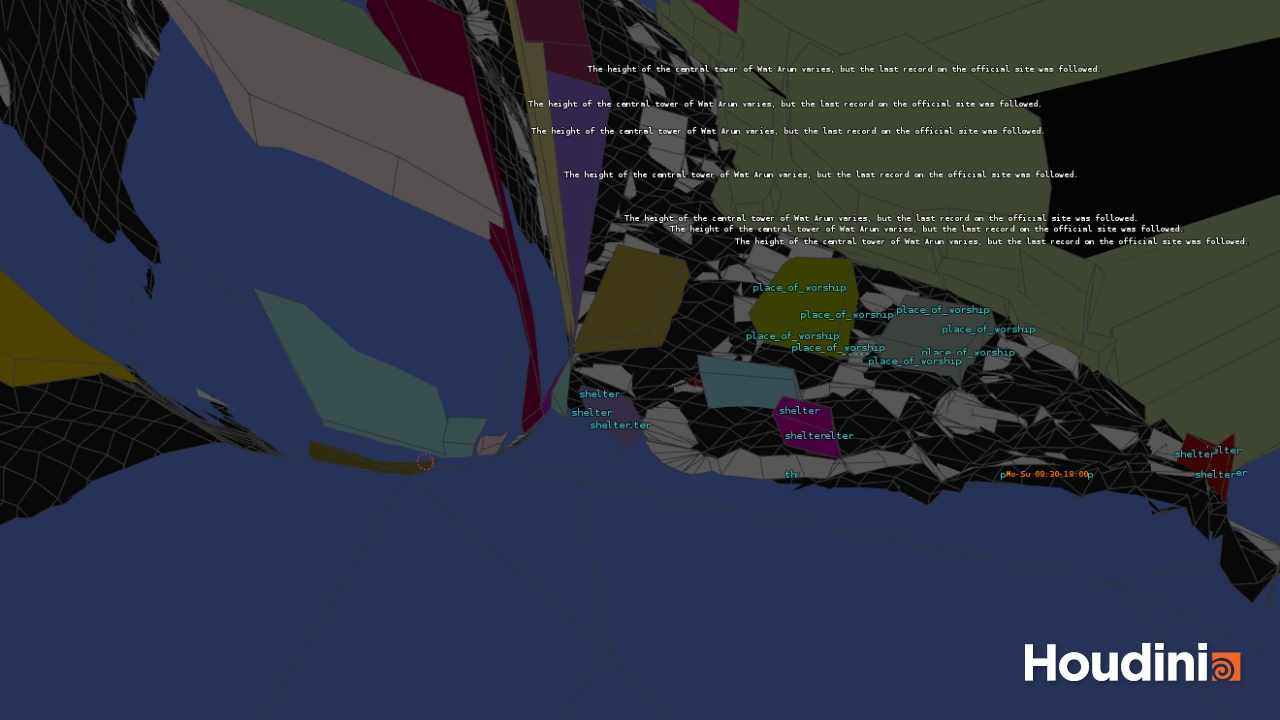 The height of the central tower of Wat Arun varies, but the last record on the official site was followed.
The height of the central tower of Wat Arun varies, but the last record on the official site was followed.
The height of the central tower of Wat Arun varies, but the last record on the official site was followed.
The height of the central tower of Wat Arun varies, but the last record on the official site was followed.
The height of the central tower of Wat Arun varies, but the last record on the official site was followed.
The height of the central tower of Wat Arun varies, but the last record on the official site was followed.
The height of the central tower of Wat Arun varies, but the last record on the official site was followed.
place_of_worship
place_of_worship
place_of_worship
place_of_worship
place_of_worship
place_of_worship
place_of_worship
place_of_worship
shelter
shelter
shelter
shelter
shelter
shelter
Mo-Su 08:30-18:00
shelter
Houdini